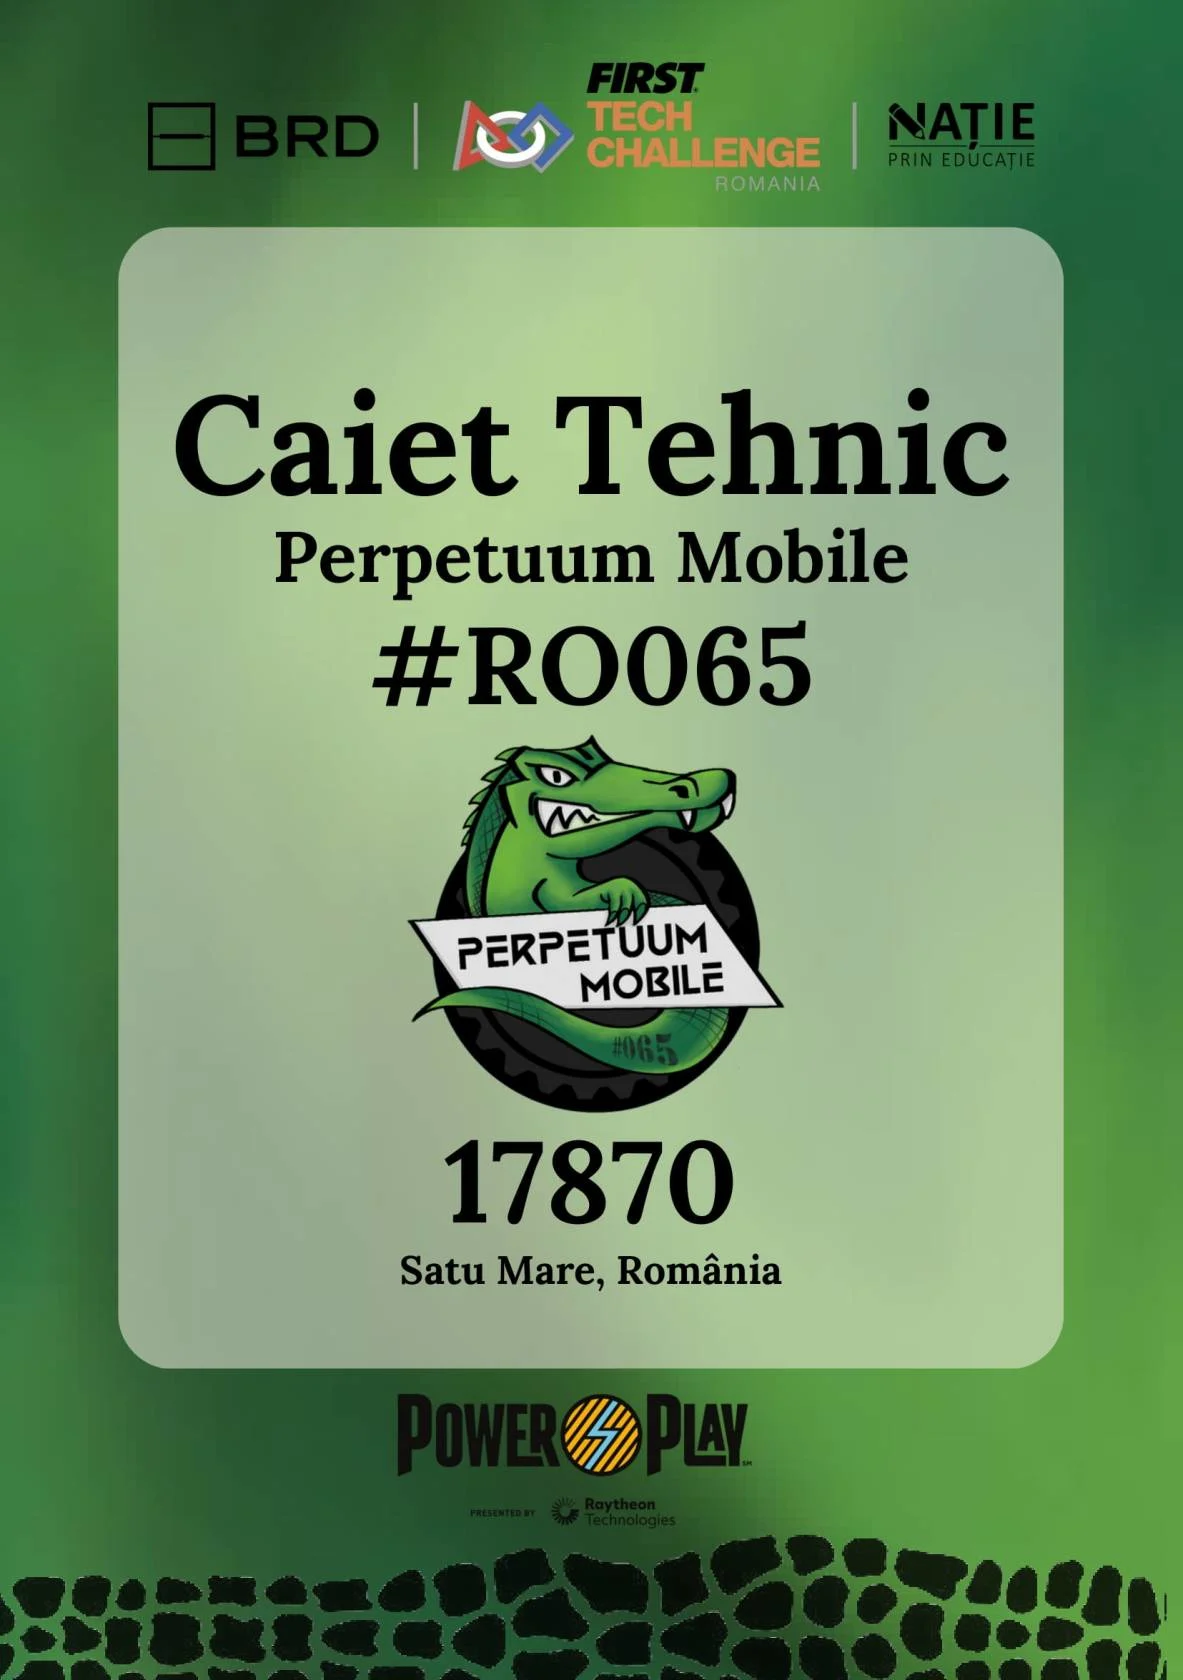 BRD
FIRST
TECH
CHALLENGE
ROMANIA
NAȚIE
PRIN EDUCAȚIE
Caiet Tehnic
Perpetuum Mobile
#RO065
PERPETUUM
MOBILE
#065
17870
Satu Mare, România
POWER PLAY
SM
PRESENTED BY
Raytheon
Technologies